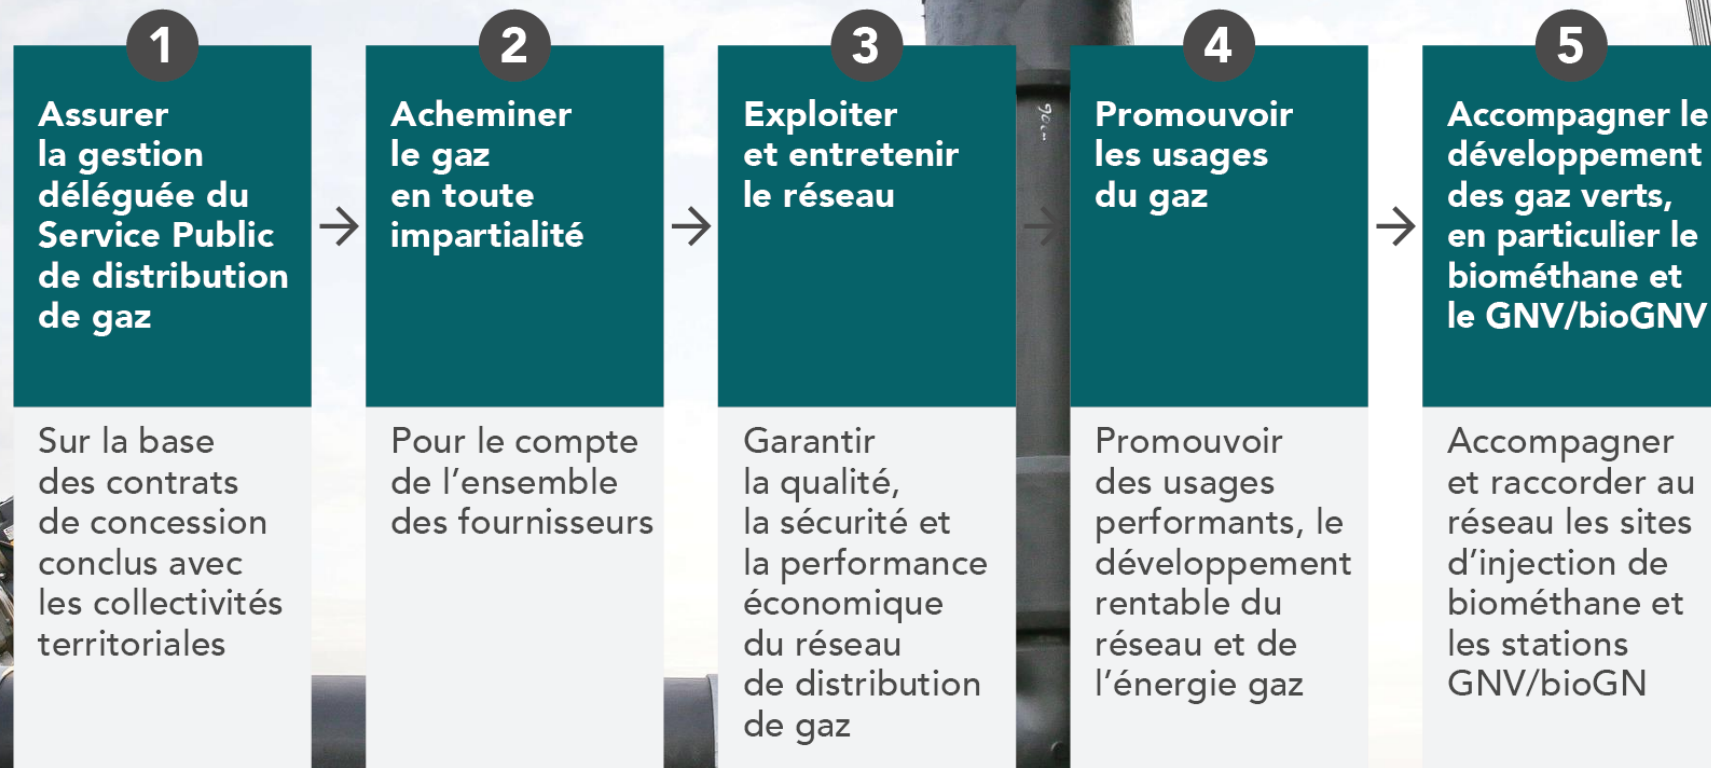 1
Assurer
la gestion
déléguée du
Service Public
de distribution
de gaz
Sur la base
des contrats
de concession
conclus avec
les collectivités
territoriales
2
Acheminer
le gaz
en toute
impartialité
Pour le compte
de l'ensemble
des fournisseurs
3
Exploiter
et entretenir
le réseau
Garantir
la qualité,
la sécurité et
la performance
économique
du réseau
de distribution
de gaz
4
Promouvoir
les usages
du gaz
Promouvoir
des usages
performants, le
développement
rentable du
réseau et de
l'énergie gaz
5
Accompagner le
développement
des gaz verts,
en particulier le
biométhane et
le GNV/bioGNV
Accompagner
et raccorder au
réseau les sites
d'injection de
biométhane et
les stations
GNV/bioGN